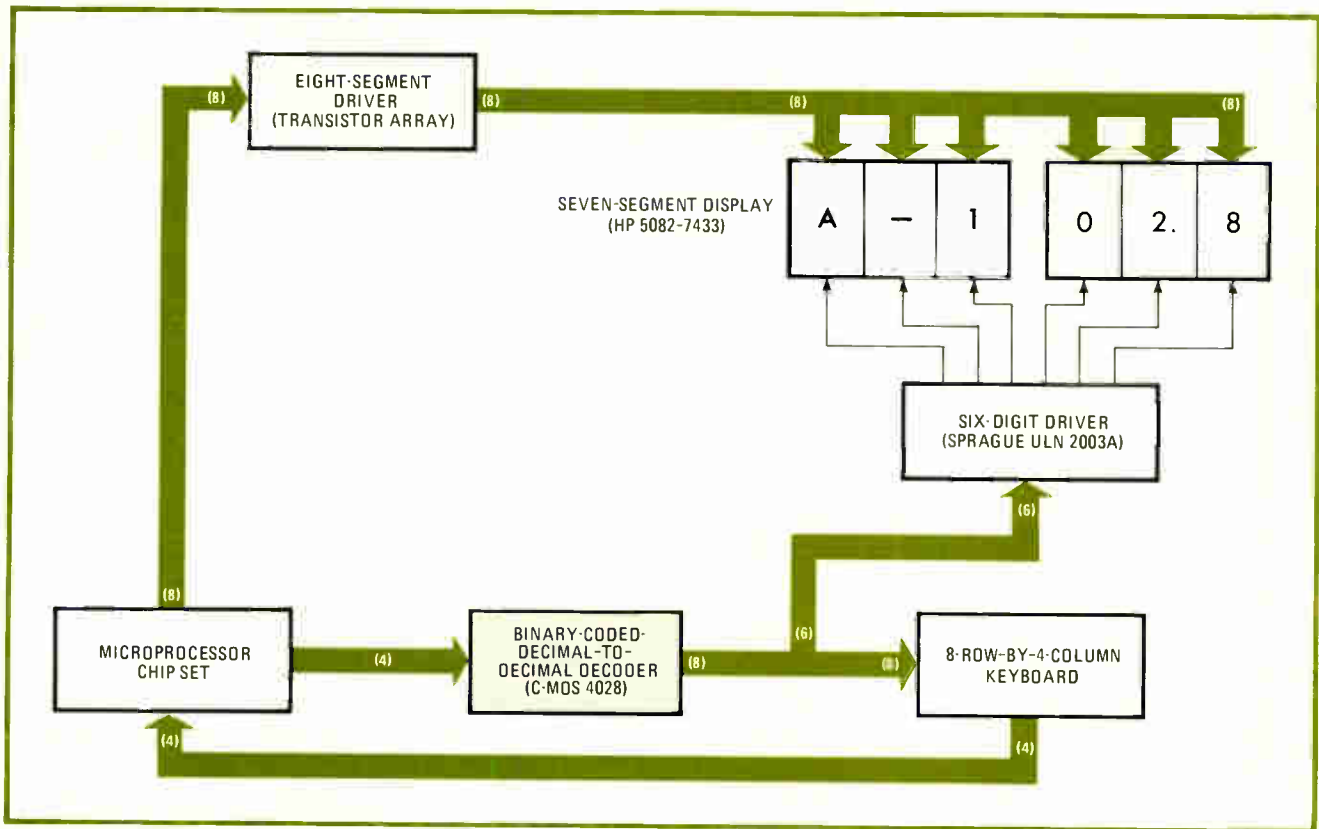 EIGHT-SEGMENT
DRIVER
(TRANSISTOR ARRAY)
(8)
(8)
(8)
(8)
SEVEN-SEGMENT DISPLAY
(HP 5082-7433)
A
–
1
0
2.
8
SIX-DIGIT DRIVER
(SPRAGUE ULN 2003A)
(6)
(8)
MICROPROCESSOR
CHIP SET
(4)
BINARY-CODED-
DECIMAL-TO-
DECIMAL DECODER
(C-MOS 4028)
(8)
(6)
(8)
8-ROW-BY-4-COLUMN
KEYBOARD
(4)
(4)